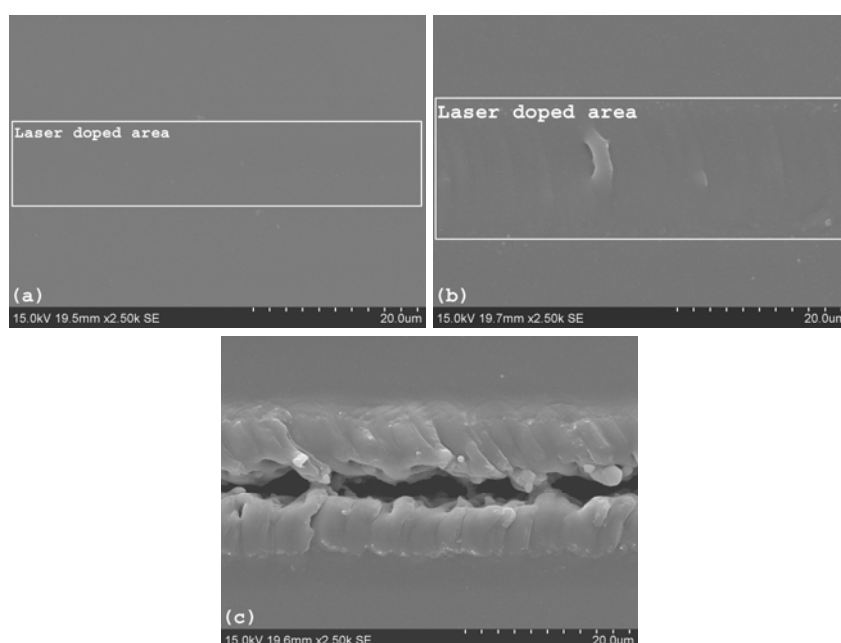 Laser doped area
(a)
15.0kV 19.5mm x2.50k SE
20.0um
Laser doped area
(b)
15.0kV 19.7mm x2.50k SE
20.0um
(c)
15.0kV 19.6mm x2.50k SE
20.0um